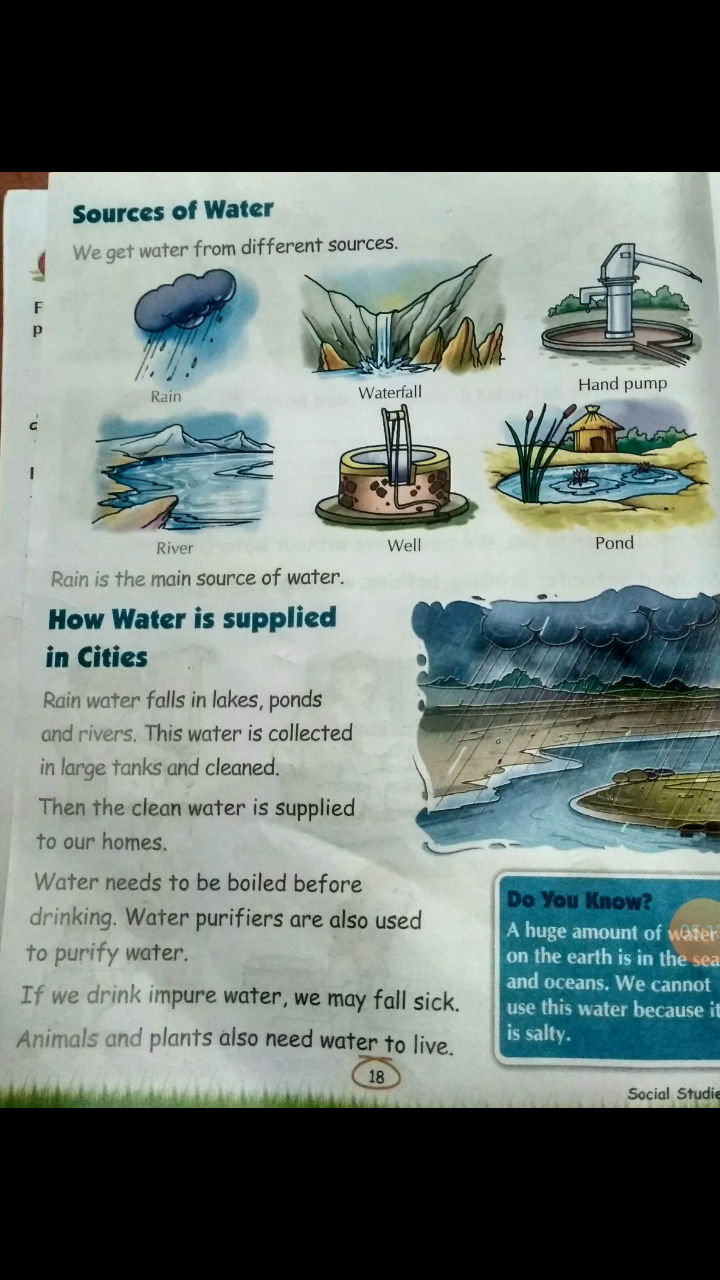 Sources of Water
We get water from different sources.
Rain
Waterfall
Hand pump
River
Well
Pond
Rain is the main source of water.
How Water is supplied
in Cities
Rain water falls in lakes, ponds
and rivers. This water is collected
in large tanks and cleaned.
Then the clean water is supplied
to our homes.
Water needs to be boiled before
drinking. Water purifiers are also used
to purify water.
If we drink impure water, we may fall sick.
Animals and plants also need water to live.
Do You Know?
A huge amount of water
on the earth is in the sea
and oceans. We cannot
use this water because it
is salty.
18
Social Studie
F
p